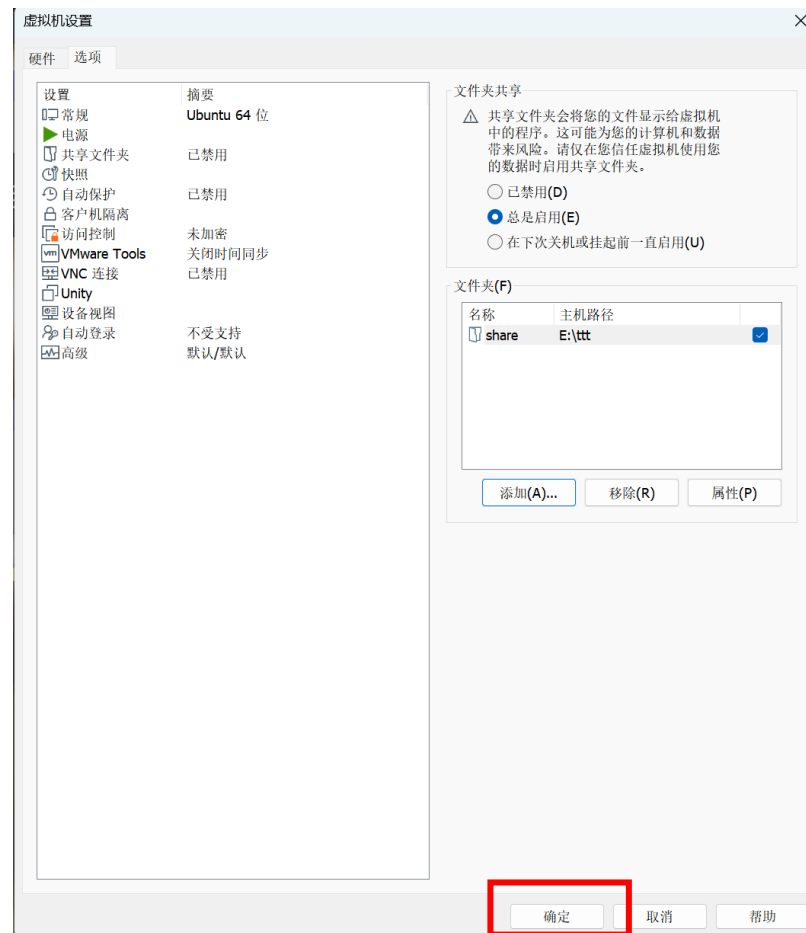 虚拟机设置
硬件 选项
设置 摘要
常规 Ubuntu 64 位
电源
共享文件夹 已禁用
快照
自动保护 已禁用
客户机隔离
访问控制 未加密
VMware Tools 关闭时间同步
VNC 连接 已禁用
Unity
设备视图
自动登录 不受支持
高级 默认/默认
文件夹共享
共享文件夹会将您的文件显示给虚拟机
中的程序。这可能为您的计算机和数据
带来风险。请仅在您信任虚拟机使用您
的数据时启用共享文件夹。
已禁用(D)
总是启用(E)
在下次关机或挂起前一直启用(U)
文件夹(F)
名称 主机路径
share E:\ttt
添加(A)... 移除(R) 属性(P)
确定 取消 帮助